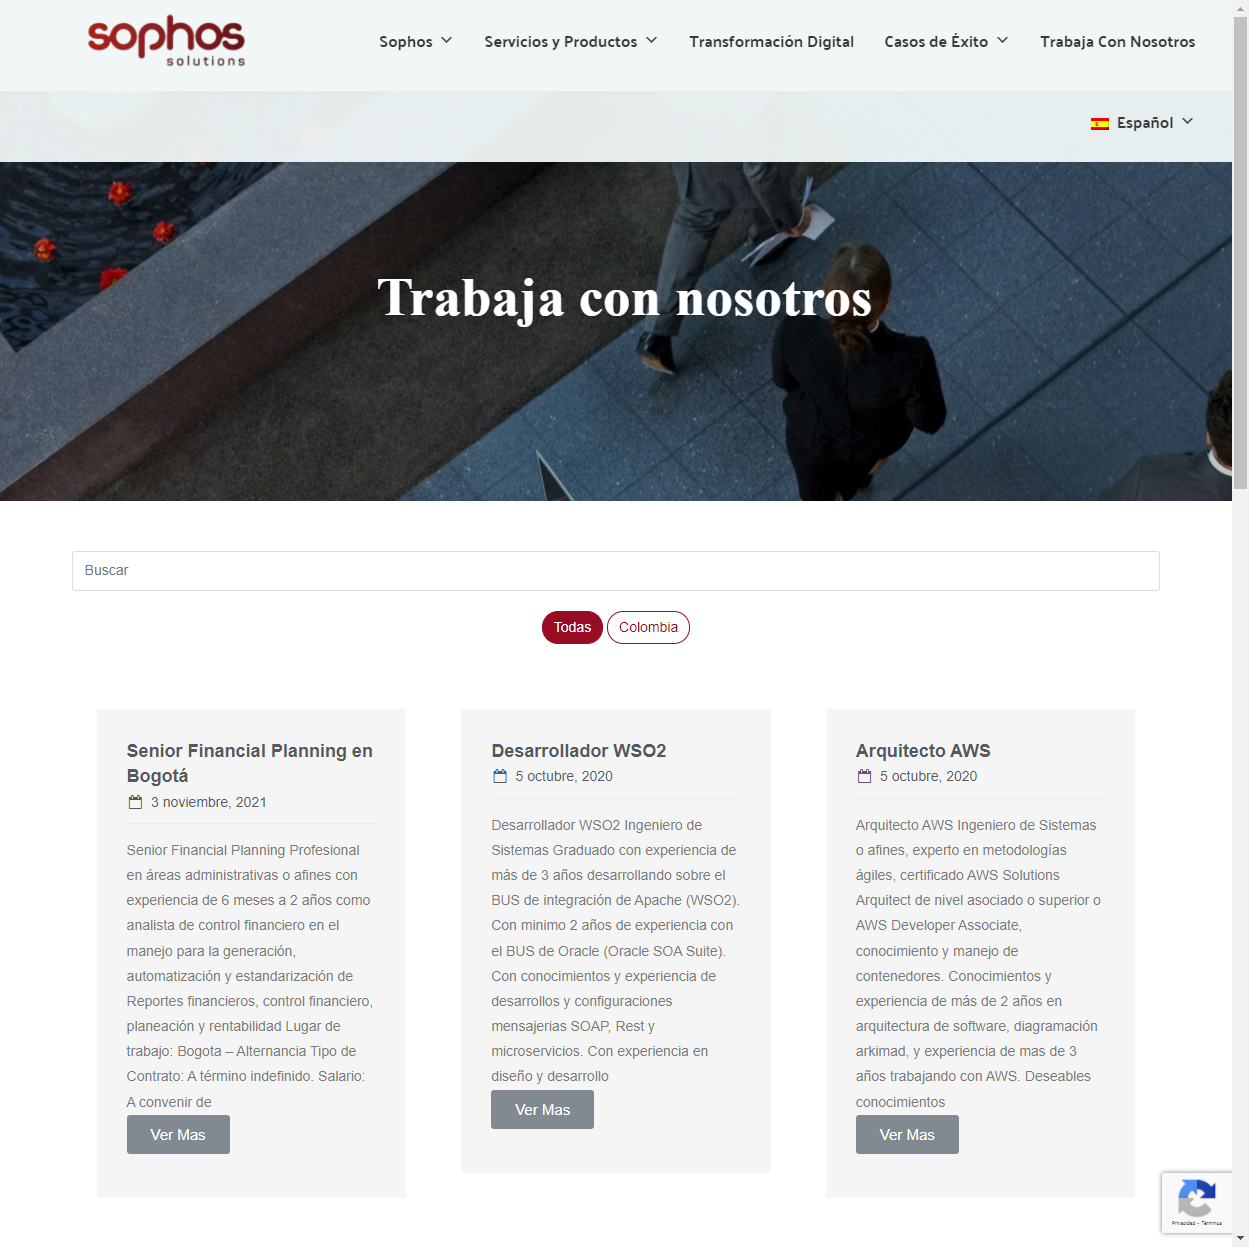 sophos
solutions
Sophos
Servicios y Productos
Transformación Digital
Casos de Éxito
Trabaja Con Nosotros
Español
Trabaja con nosotros
Buscar
Todas
Colombia
Senior Financial Planning en
Bogotá
3 noviembre, 2021
Senior Financial Planning Profesional
en áreas administrativas o afines con
experiencia de 6 meses a 2 años como
analista de control financiero en el
manejo para la generación,
automatización y estandarización de
Reportes financieros, control financiero,
planeación y rentabilidad Lugar de
trabajo: Bogota – Alternancia Tipo de
Contrato: A término indefinido. Salario:
A convenir de
Ver Mas
Desarrollador WSO2
5 octubre, 2020
Desarrollador WSO2 Ingeniero de
Sistemas Graduado con experiencia de
más de 3 años desarrollando sobre el
BUS de integración de Apache (WSO2).
Con minimo 2 años de experiencia con
el BUS de Oracle (Oracle SOA Suite).
Con conocimientos y experiencia de
desarrollos y configuraciones
mensajerias SOAP, Rest y
microservicios. Con experiencia en
diseño y desarrollo
Ver Mas
Arquitecto AWS
5 octubre, 2020
Arquitecto AWS Ingeniero de Sistemas
o afines, experto en metodologías
ágiles, certificado AWS Solutions
Arquitect de nivel asociado o superior o
AWS Developer Associate,
conocimiento y manejo de
contenedores. Conocimientos y
experiencia de más de 2 años en
arquitectura de software, diagramación
arkimad, y experiencia de mas de 3
años trabajando con AWS. Deseables
conocimientos
Ver Mas
Privacidad - Términos